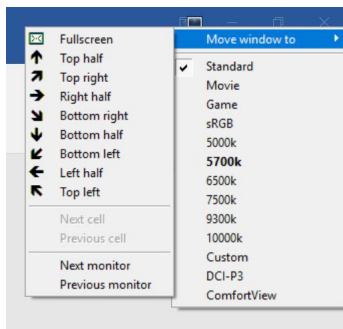 Fullscreen
Top half
Top right
Right half
Bottom right
Bottom half
Bottom left
Left half
Top left
Next cell
Previous cell
Next monitor
Previous monitor
Move window to
Standard
Movie
Game
sRGB
5000k
5700k
6500k
7500k
9300k
10000k
Custom
DCI-P3
ComfortView